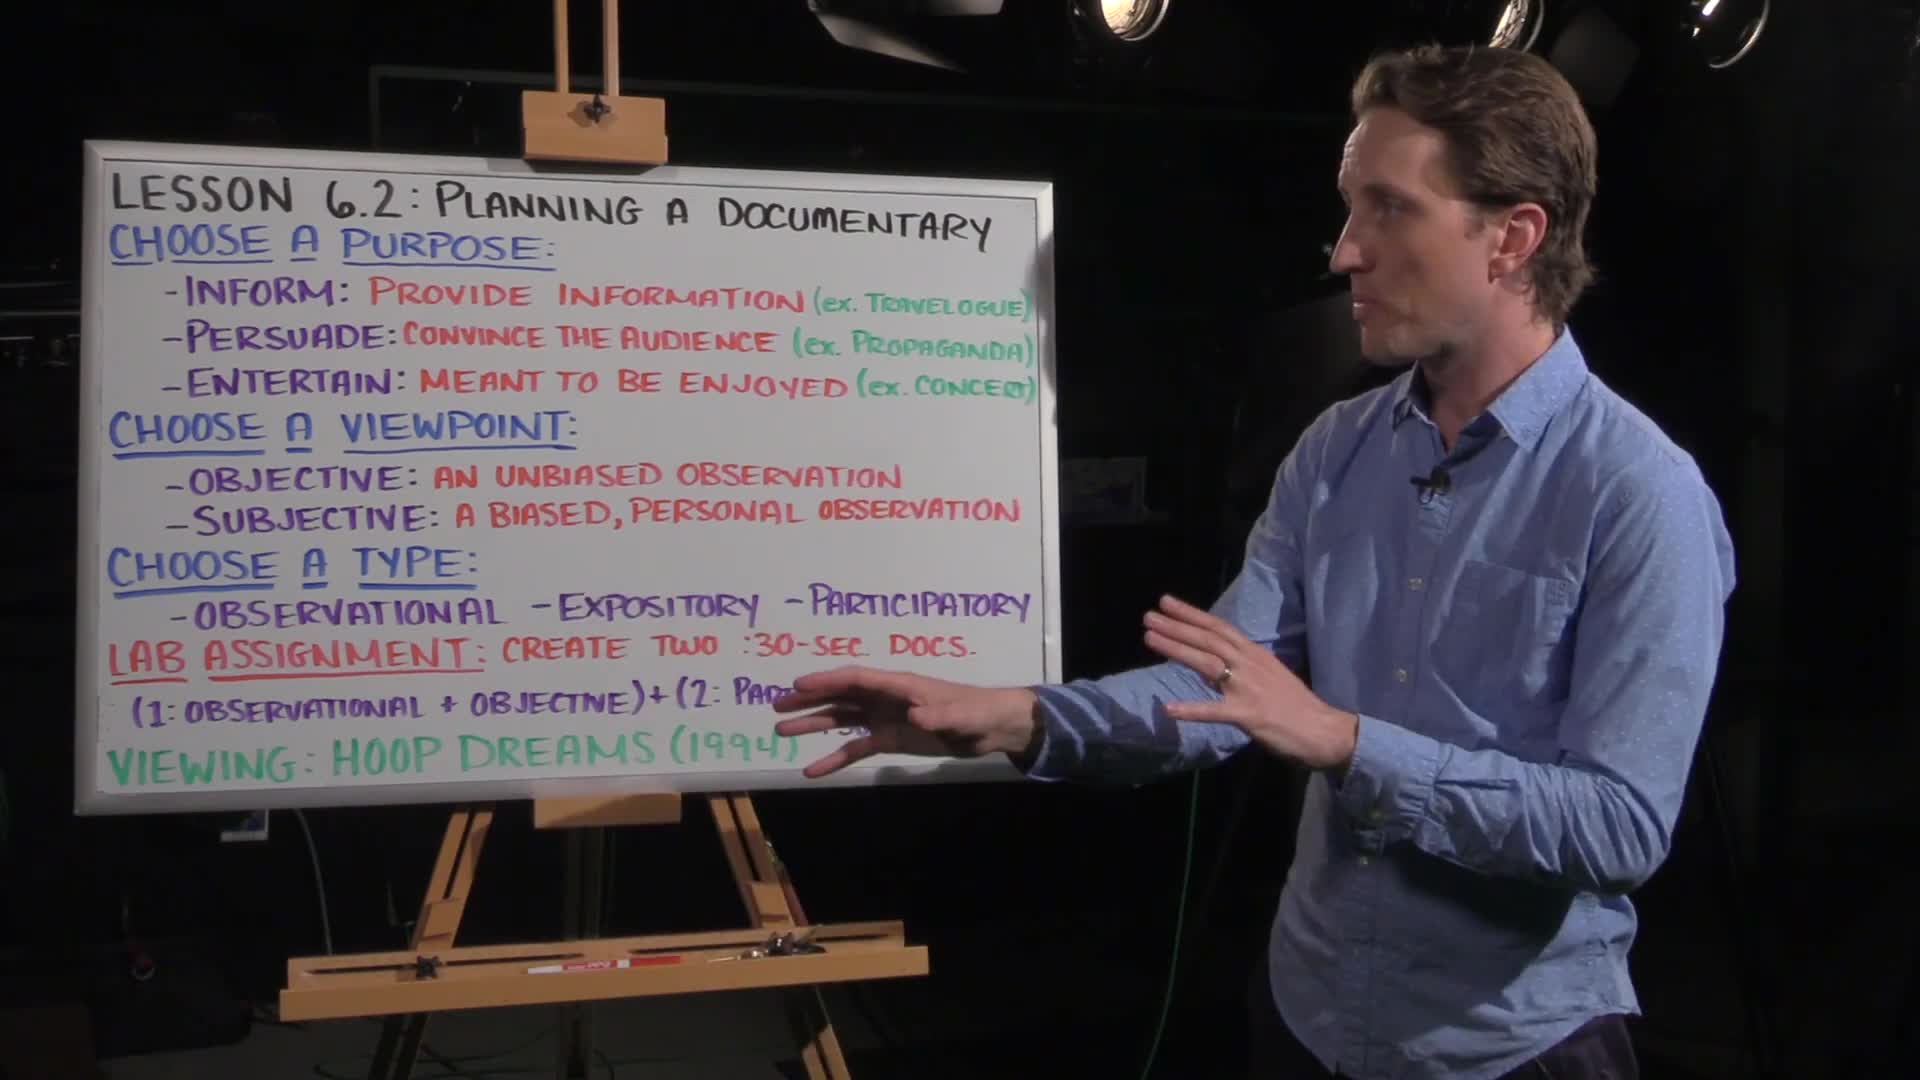 LESSON 6.2: PLANNING A DOCUMENTARY
CHOOSE A PURPOSE:
-INFORM: PROVIDE INFORMATION (ex. TRAVELOGUE)
-PERSUADE: CONVINCE THE AUDIENCE (ex. PROPAGANDA)
-ENTERTAIN: MEANT TO BE ENJOYED (ex. CONCERT)
CHOOSE A VIEWPOINT:
-OBJECTIVE: AN UNBIASED OBSERVATION
-SUBJECTIVE: A BIASED, PERSONAL OBSERVATION
CHOOSE A TYPE:
-OBSERVATIONAL -EXPOSITORY -PARTICIPATORY
LAB ASSIGNMENT: CREATE TWO :30-SEC. DOCS.
(1: OBSERVATIONAL + OBJECTIVE) + (2:
VIEWING: HOOP DREAMS (1994)